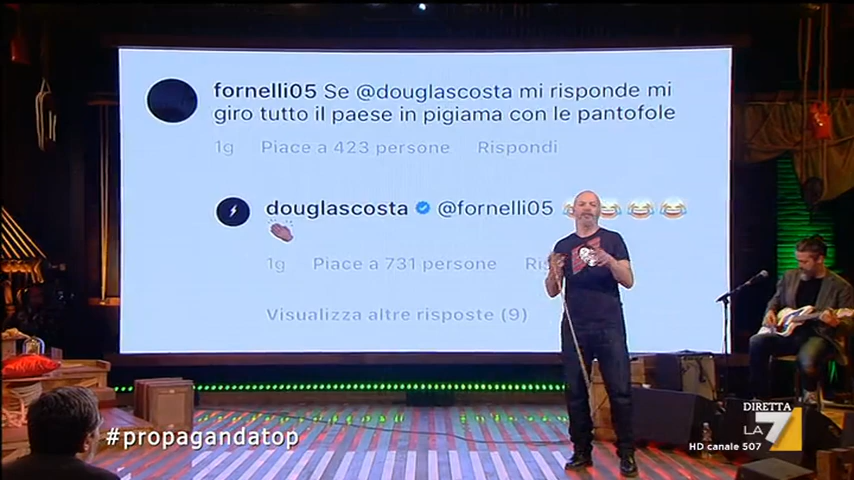 fornelli05 Se @douglascosta mi risponde mi
giro tutto il paese in pigiama con le pantofole
1g Piace a 423 persone Rispondi
douglascosta @fornelli05
1g Piace a 731 persone
Visualizza altre risposte (9)
#propagandatop
DIRETTA
LA7
HD canale 507